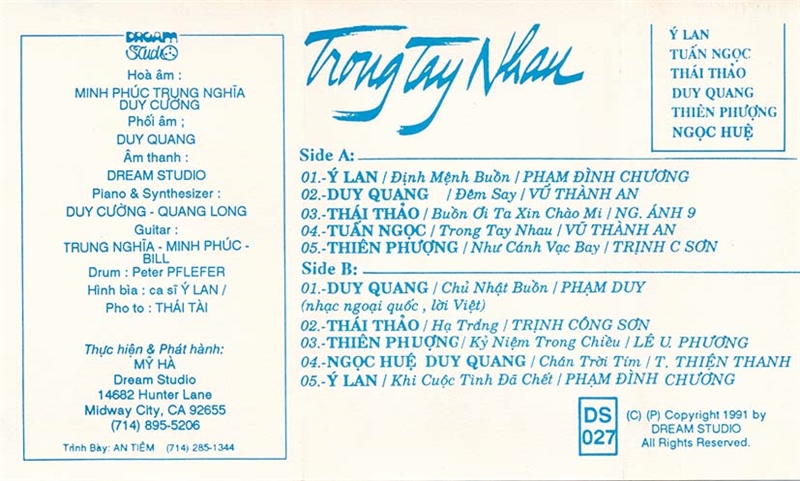 DREAM
Studio
Hoà âm :
MINH PHÚC TRUNG NGHĨA
DUY CƯỜNG
Phối âm ;
DUY QUANG
Âm thanh :
DREAM STUDIO
Piano & Synthesizer :
DUY CƯỜNG - QUANG LONG
Guitar :
TRUNG NGHĨA - MINH PHÚC -
BILL
Drum : Peter PFLEFER
Hình bìa : ca sĩ Ý LAN /
Pho to : THÁI TÀI
Thực hiện & Phát hành:
MỸ HÀ
Dream Studio
14682 Hunter Lane
Midway City, CA 92655
(714) 895-5206
Trình Bày: AN TIÊM (714) 285-1344
Trong Tay Nhau
Ý LAN
TUẤN NGỌC
THÁI THẢO
DUY QUANG
THIÊN PHƯỢNG
NGỌC HUỆ
Side A:
01.-Ý LAN / Định Mệnh Buồn / PHẠM ĐÌNH CHƯƠNG
02.-DUY QUANG / Đêm Say / VŨ THÀNH AN
03.-THÁI THẢO / Buồn Ơi Ta Xin Chào Mi / NG. ÁNH 9
04.-TUẤN NGỌC / Trong Tay Nhau / VŨ THÀNH AN
05.-THIÊN PHƯỢNG / Như Cánh Vạc Bay / TRỊNH C SƠN
Side B:
01.-DUY QUANG / Chủ Nhật Buồn / PHẠM DUY
(nhạc ngoại quốc , lời Việt)
02.-THÁI THẢO / Hạ Trắng / TRỊNH CÔNG SƠN
03.-THIÊN PHƯỢNG/ Kỷ Niệm Trong Chiều / LÊ U. PHƯƠNG
04.-NGỌC HUỆ DUY QUANG / Chân Trời Tím / T. THIỆN THANH
05.-Ý LAN / Khi Cuộc Tình Đã Chết / PHẠM ĐÌNH CHƯƠNG
DS
027
(C) (P) Copyright 1991 by
DREAM STUDIO
All Rights Reserved.